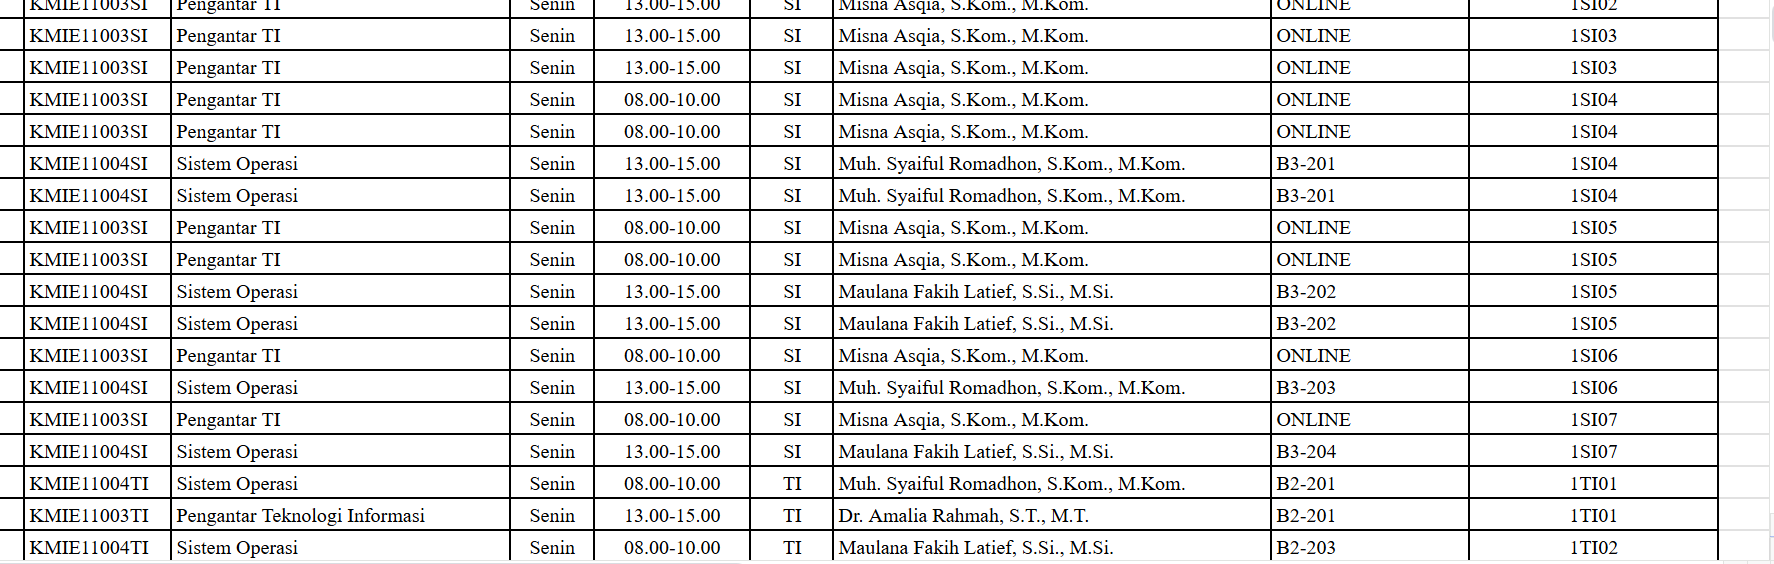 KMIE11003SI Pengantar TI Senin 13.00-15.00 SI Misna Asqia, S.Kom., M.Kom. ONLINE 1SI02
KMIE11003SI Pengantar TI Senin 13.00-15.00 SI Misna Asqia, S.Kom., M.Kom. ONLINE 1SI03
KMIE11003SI Pengantar TI Senin 13.00-15.00 SI Misna Asqia, S.Kom., M.Kom. ONLINE 1SI03
KMIE11003SI Pengantar TI Senin 08.00-10.00 SI Misna Asqia, S.Kom., M.Kom. ONLINE 1SI04
KMIE11003SI Pengantar TI Senin 08.00-10.00 SI Misna Asqia, S.Kom., M.Kom. ONLINE 1SI04
KMIE11004SI Sistem Operasi Senin 13.00-15.00 SI Muh. Syaiful Romadhon, S.Kom., M.Kom. B3-201 1SI04
KMIE11004SI Sistem Operasi Senin 13.00-15.00 SI Muh. Syaiful Romadhon, S.Kom., M.Kom. B3-201 1SI04
KMIE11003SI Pengantar TI Senin 08.00-10.00 SI Misna Asqia, S.Kom., M.Kom. ONLINE 1SI05
KMIE11003SI Pengantar TI Senin 08.00-10.00 SI Misna Asqia, S.Kom., M.Kom. ONLINE 1SI05
KMIE11004SI Sistem Operasi Senin 13.00-15.00 SI Maulana Fakih Latief, S.Si., M.Si. B3-202 1SI05
KMIE11004SI Sistem Operasi Senin 13.00-15.00 SI Maulana Fakih Latief, S.Si., M.Si. B3-202 1SI05
KMIE11003SI Pengantar TI Senin 08.00-10.00 SI Misna Asqia, S.Kom., M.Kom. ONLINE 1SI06
KMIE11004SI Sistem Operasi Senin 13.00-15.00 SI Muh. Syaiful Romadhon, S.Kom., M.Kom. B3-203 1SI06
KMIE11003SI Pengantar TI Senin 08.00-10.00 SI Misna Asqia, S.Kom., M.Kom. ONLINE 1SI07
KMIE11004SI Sistem Operasi Senin 13.00-15.00 SI Maulana Fakih Latief, S.Si., M.Si. B3-204 1SI07
KMIE11004TI Sistem Operasi Senin 08.00-10.00 TI Muh. Syaiful Romadhon, S.Kom., M.Kom. B2-201 1TI01
KMIE11003TI Pengantar Teknologi Informasi Senin 13.00-15.00 TI Dr. Amalia Rahmah, S.T., M.T. B2-201 1TI01
KMIE11004TI Sistem Operasi Senin 08.00-10.00 TI Maulana Fakih Latief, S.Si., M.Si. B2-203 1TI02